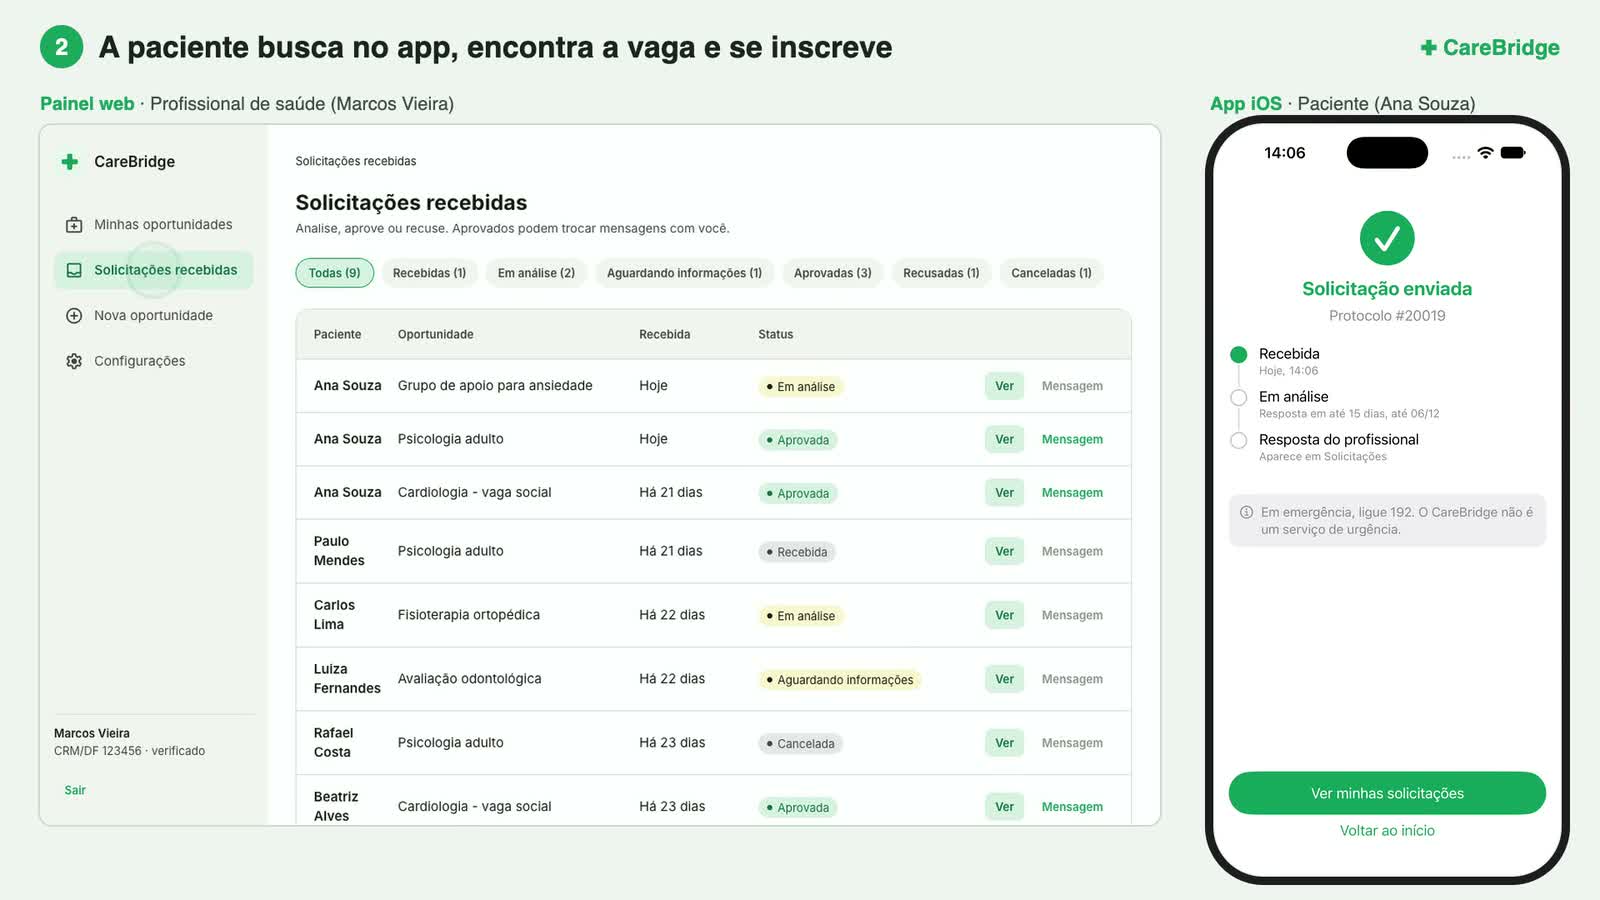 2 A paciente busca no app, encontra a vaga e se inscreve
CareBridge
Painel web · Profissional de saúde (Marcos Vieira)
CareBridge
Minhas oportunidades
Solicitações recebidas
Nova oportunidade
Configurações
Marcos Vieira
CRM/DF 123456 · verificado
Sair
Solicitações recebidas
Solicitações recebidas
Analise, aprove ou recuse. Aprovados podem trocar mensagens com você.
Todas (9) Recebidas (1) Em análise (2) Aguardando informações (1) Aprovadas (3) Recusadas (1) Canceladas (1)
Paciente Oportunidade Recebida Status
Ana Souza Grupo de apoio para ansiedade Hoje Em análise Ver Mensagem
Ana Souza Psicologia adulto Hoje Aprovada Ver Mensagem
Ana Souza Cardiologia - vaga social Há 21 dias Aprovada Ver Mensagem
Paulo
Mendes Psicologia adulto Há 21 dias Recebida Ver Mensagem
Carlos
Lima Fisioterapia ortopédica Há 22 dias Em análise Ver Mensagem
Luiza
Fernandes Avaliação odontológica Há 22 dias Aguardando informações Ver Mensagem
Rafael
Costa Psicologia adulto Há 23 dias Cancelada Ver Mensagem
Beatriz
Alves Cardiologia - vaga social Há 23 dias Aprovada Ver Mensagem
App iOS · Paciente (Ana Souza)
14:06
Solicitação enviada
Protocolo #20019
Recebida
Hoje, 14:06
Em análise
Resposta em até 15 dias, até 06/12
Resposta do profissional
Aparece em Solicitações
Em emergência, ligue 192. O CareBridge não é
um serviço de urgência.
Ver minhas solicitações
Voltar ao início